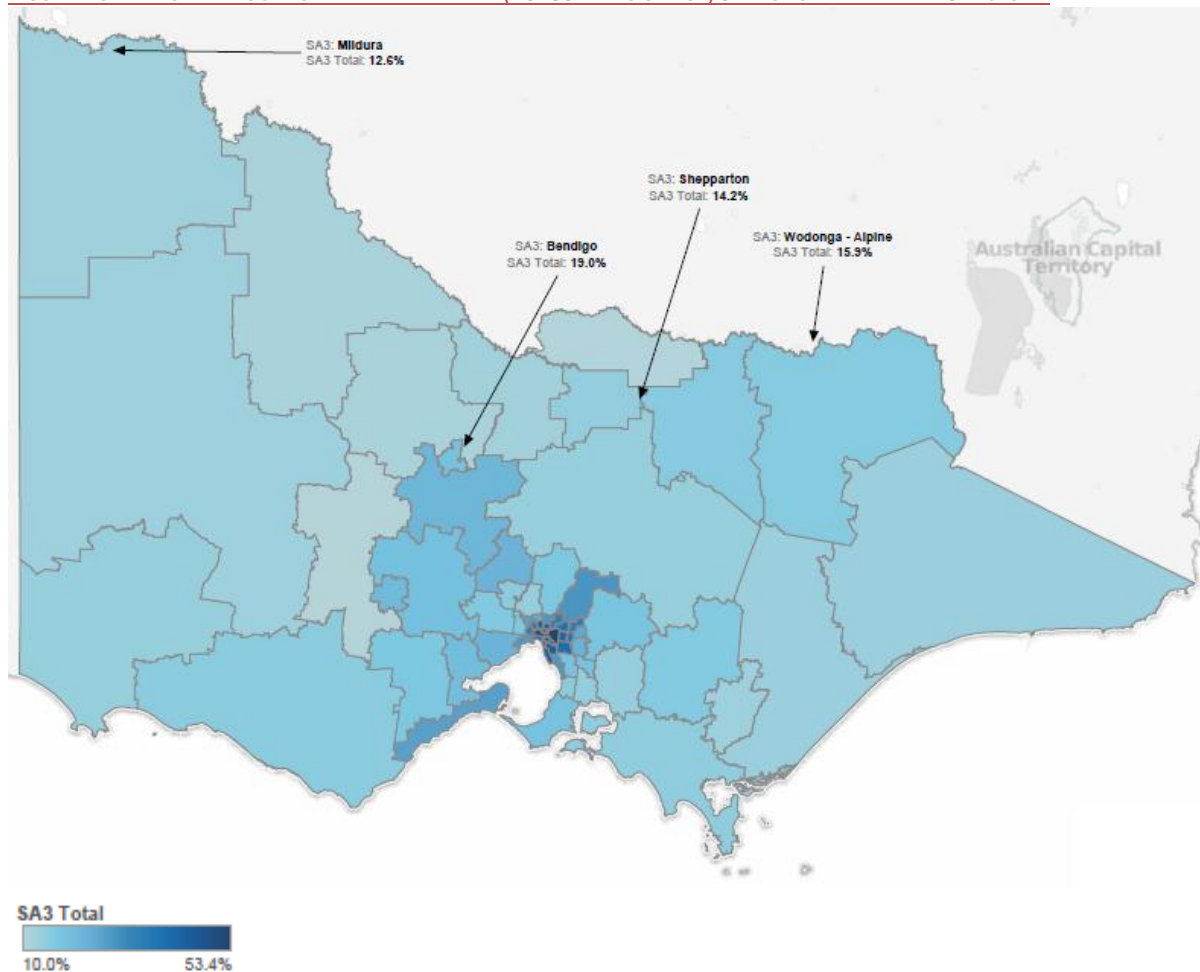 SA3: Mildura
SA3 Total: 12.6%
SA3: Shepparton
SA3 Total: 14.2%
SA3: Bendigo
SA3 Total: 19.0%
SA3: Wodonga - Alpine
SA3 Total: 15.9%
Australian Capital
Territory
SA3 Total
10.0%
53.4%